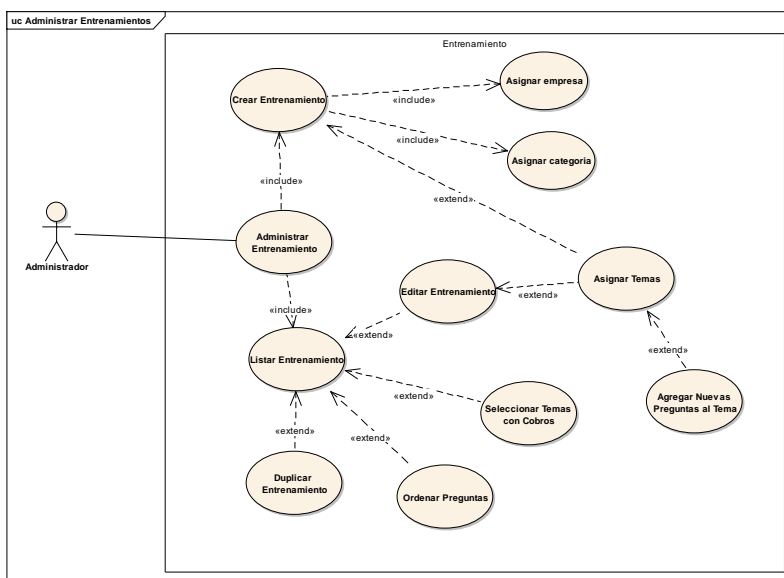 uc Administrar Entrenamientos
Entrenamiento
Asignar empresa
Crear Entrenamiento
«include»
«include»
Asignar categoria
«include»
«extend»
Administrar
Entrenamiento
Administrador
Asignar Temas
Editar Entrenamiento
«extend»
«include»
«extend»
«extend»
Listar Entrenamiento
«extend»
Seleccionar Temas
con Cobros
Agregar Nuevas
Preguntas al Tema
«extend»
«extend»
Duplicar
Entrenamiento
Ordenar Preguntas